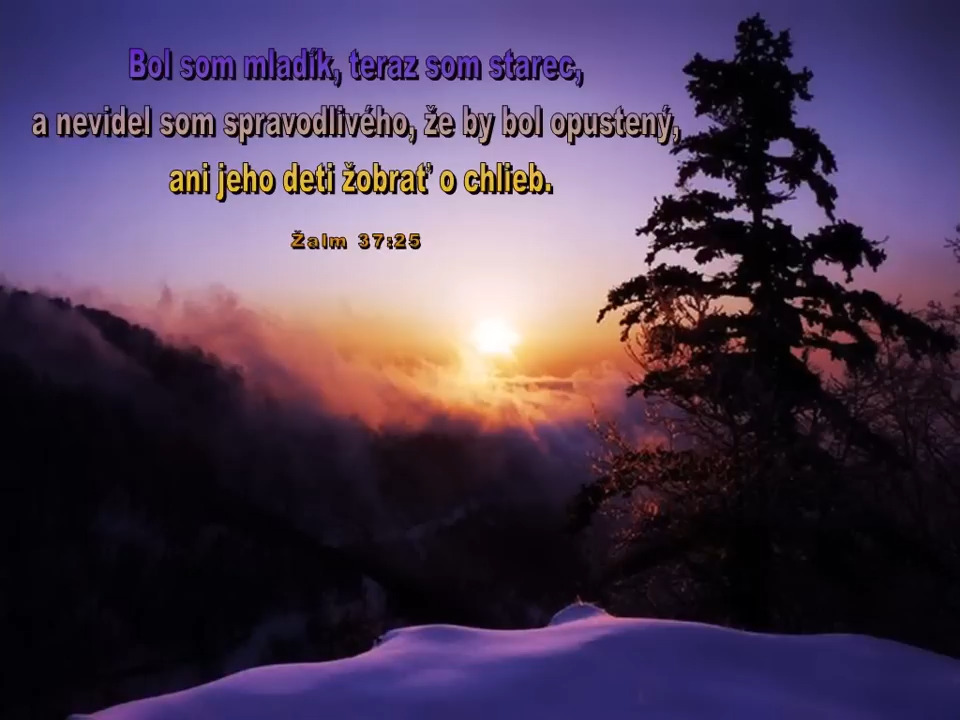 Bol som mladík, teraz som starec,
a nevidel som spravodlivého, že by bol opustený,
ani jeho deti žobrať o chlieb.
Žalm 37:25